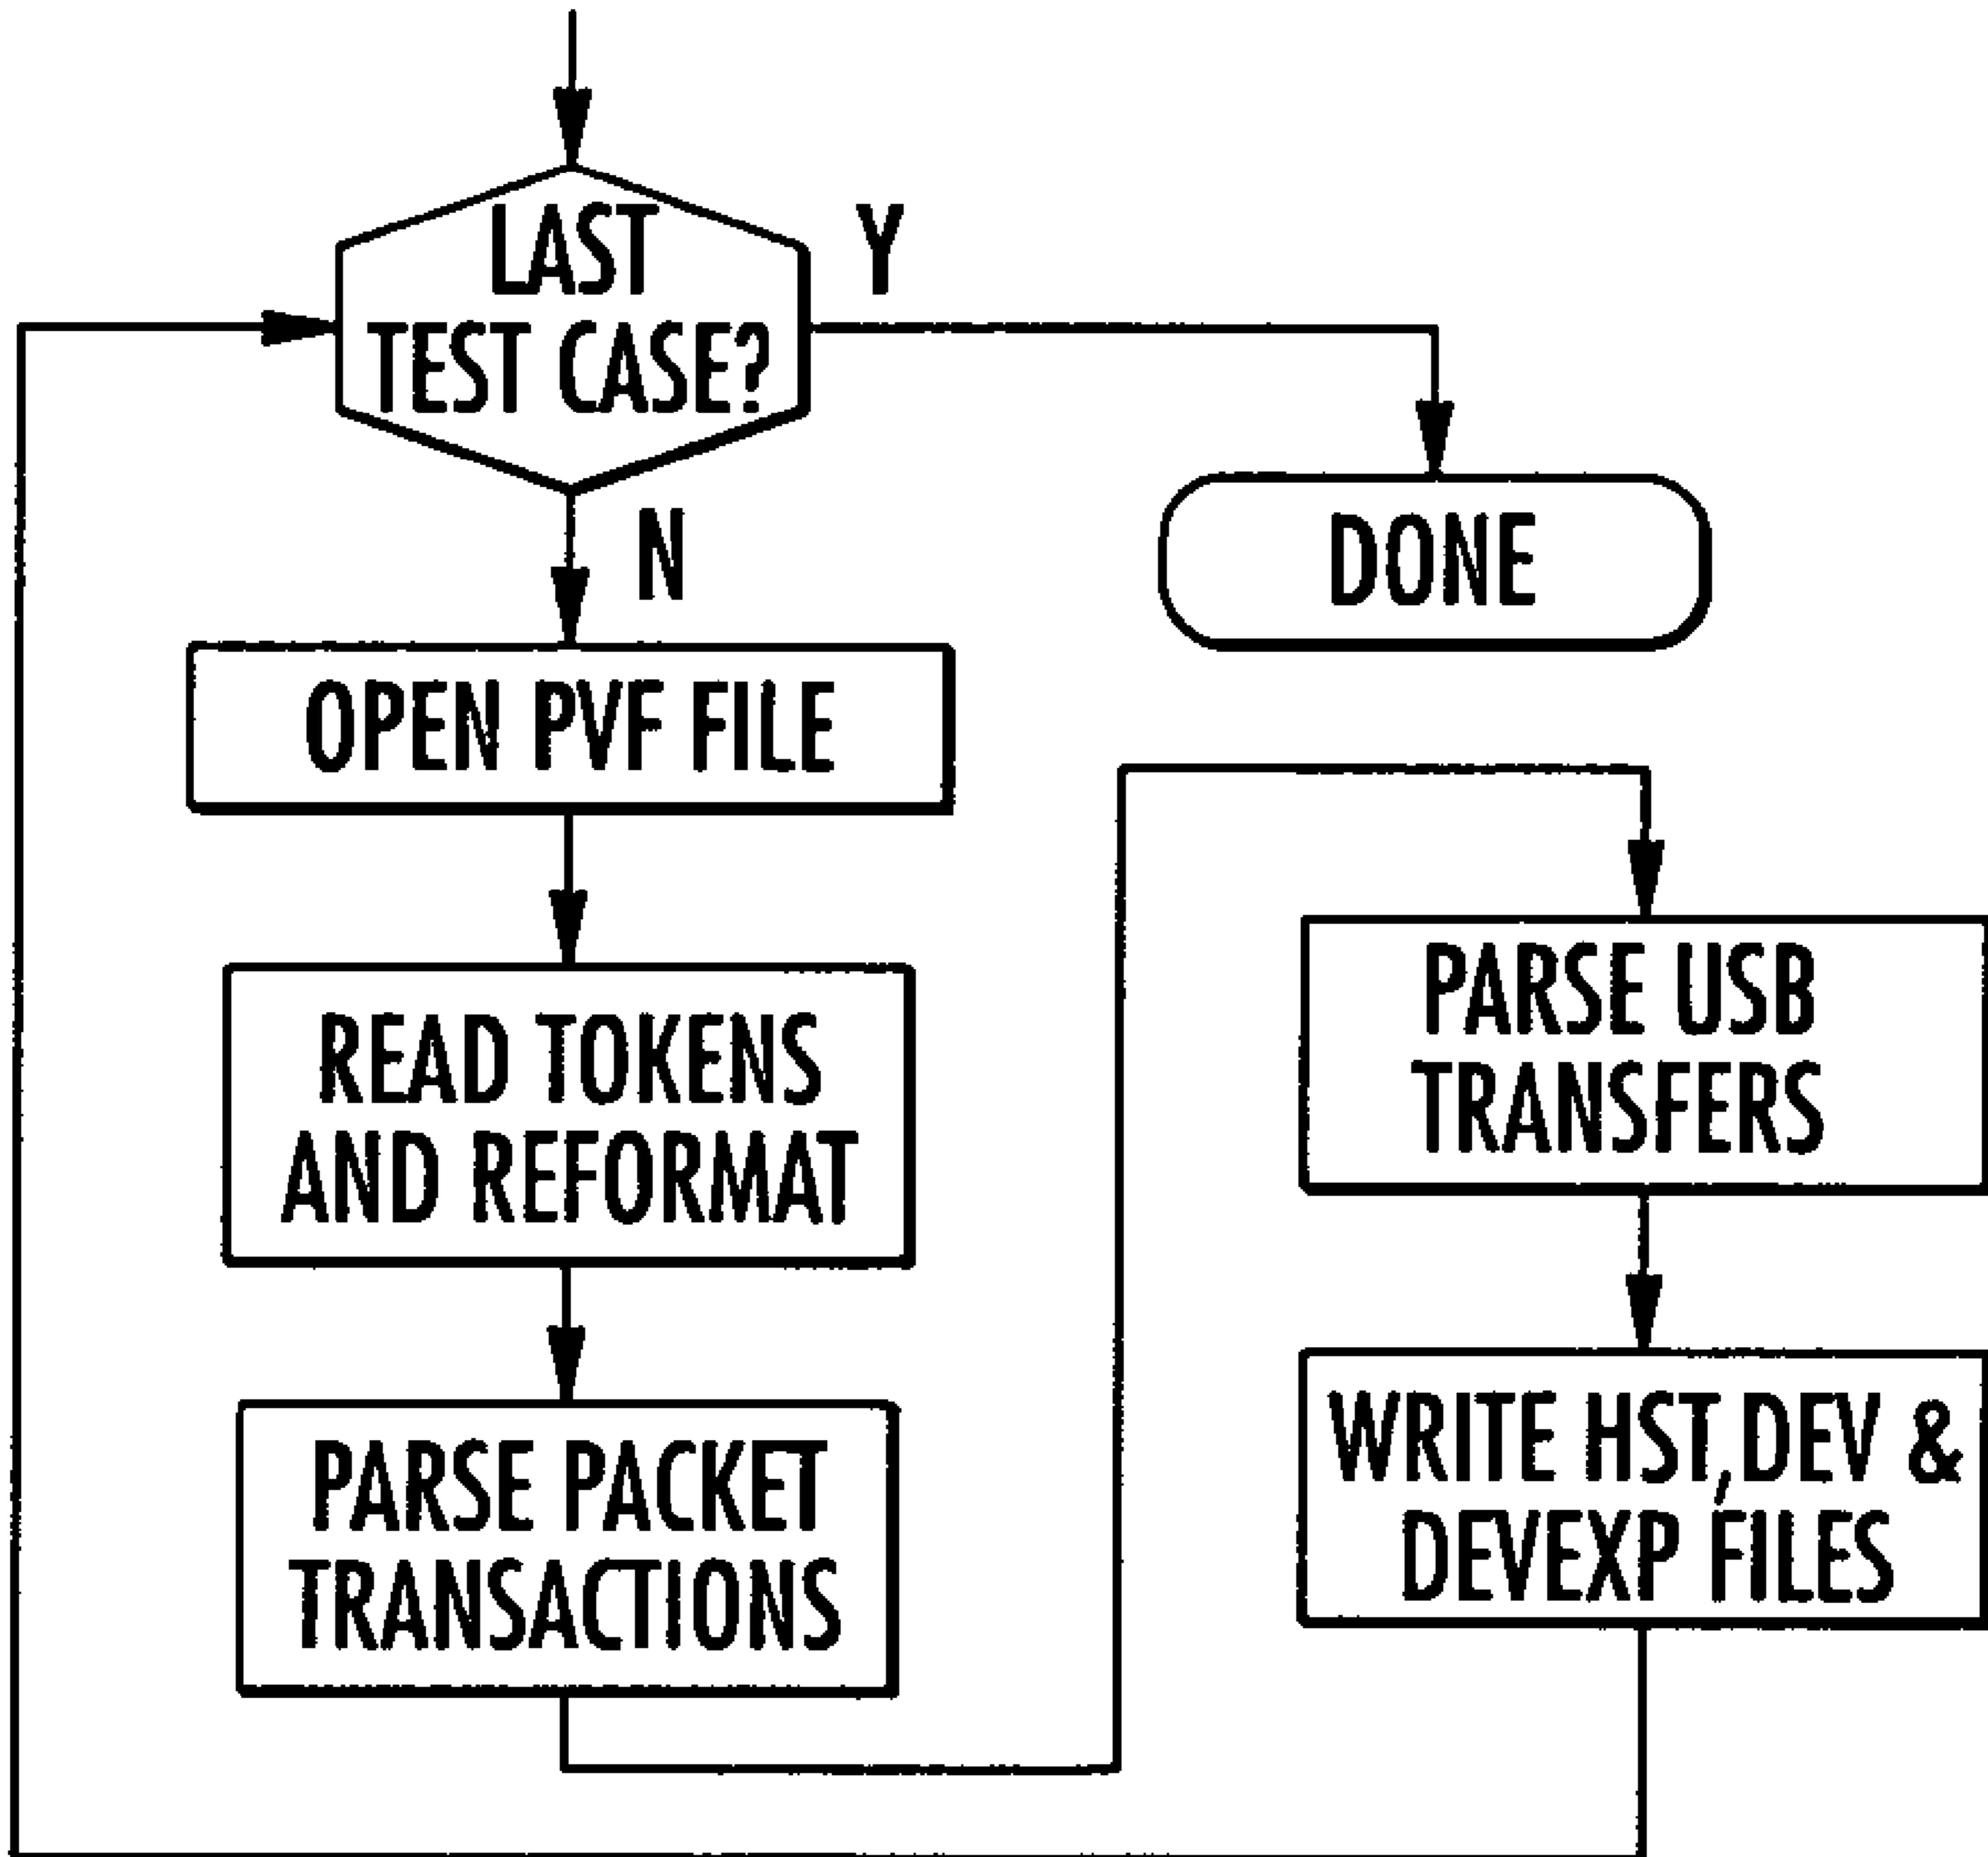 LAST
TEST CASE?
Y
N
DONE
OPEN PVF FILE
READ TOKENS
AND REFORMAT
PARSE PACKET
TRANSACTIONS
PARSE USB
TRANSFERS
WRITE HST, DEV &
DEVEXP FILES